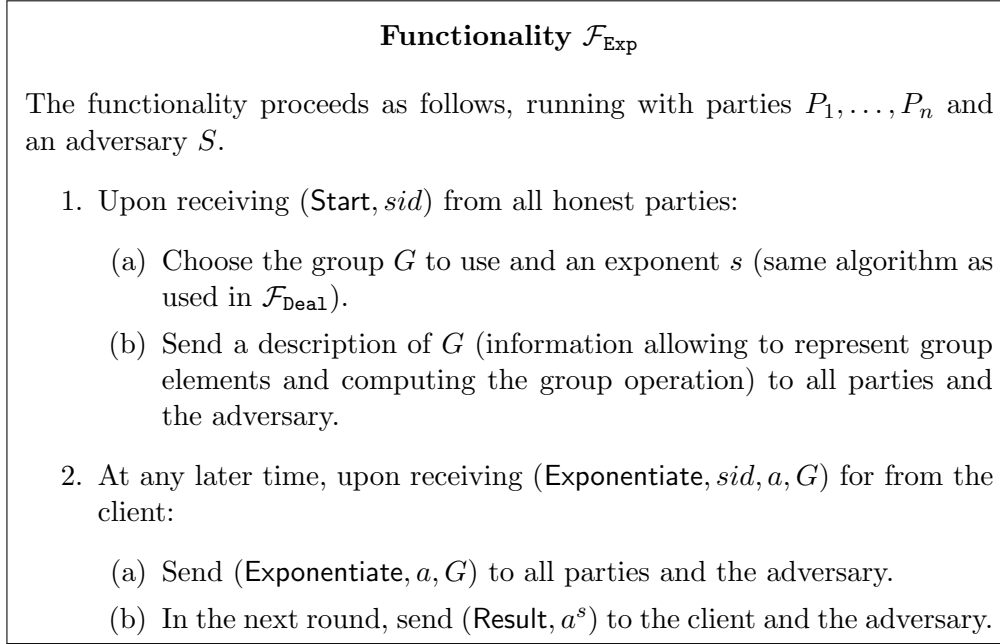 Functionality F_Exp
The functionality proceeds as follows, running with parties P_1, . . . , P_n and
an adversary S.
1. Upon receiving (Start, sid) from all honest parties:
(a) Choose the group G to use and an exponent s (same algorithm as
used in F_Deal).
(b) Send a description of G (information allowing to represent group
elements and computing the group operation) to all parties and
the adversary.
2. At any later time, upon receiving (Exponentiate, sid, a, G) for from the
client:
(a) Send (Exponentiate, a, G) to all parties and the adversary.
(b) In the next round, send (Result, a^s) to the client and the adversary.